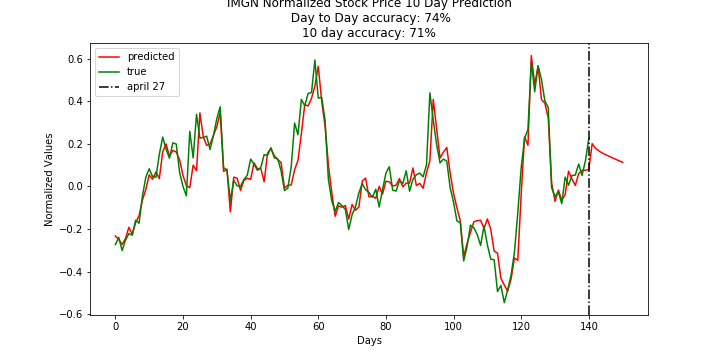 IMGN Normalized Stock Price 10 Day Prediction
Day to Day accuracy: 74%
10 day accuracy: 71%
predicted
true
april 27
Normalized Values
0.6
0.4
0.2
0.0
−0.2
−0.4
−0.6
0 20 40 60 80 100 120 140
Days